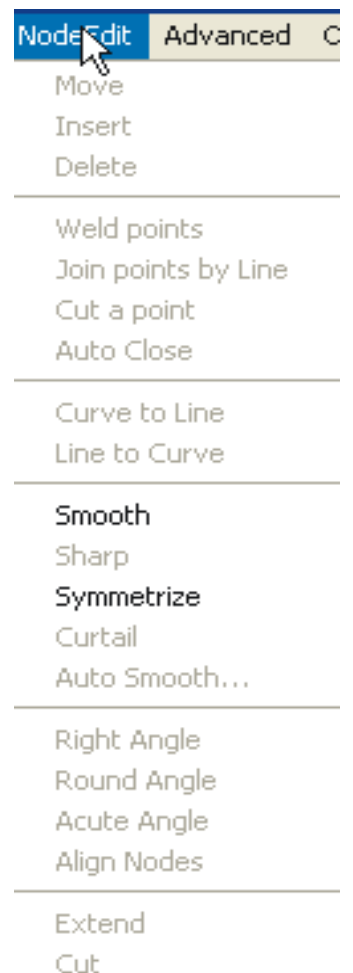 NodeEdit Advanced
Move
Insert
Delete
Weld points
Join points by Line
Cut a point
Auto Close
Curve to Line
Line to Curve
Smooth
Sharp
Symmetrize
Curtail
Auto Smooth...
Right Angle
Round Angle
Acute Angle
Align Nodes
Extend
Cut